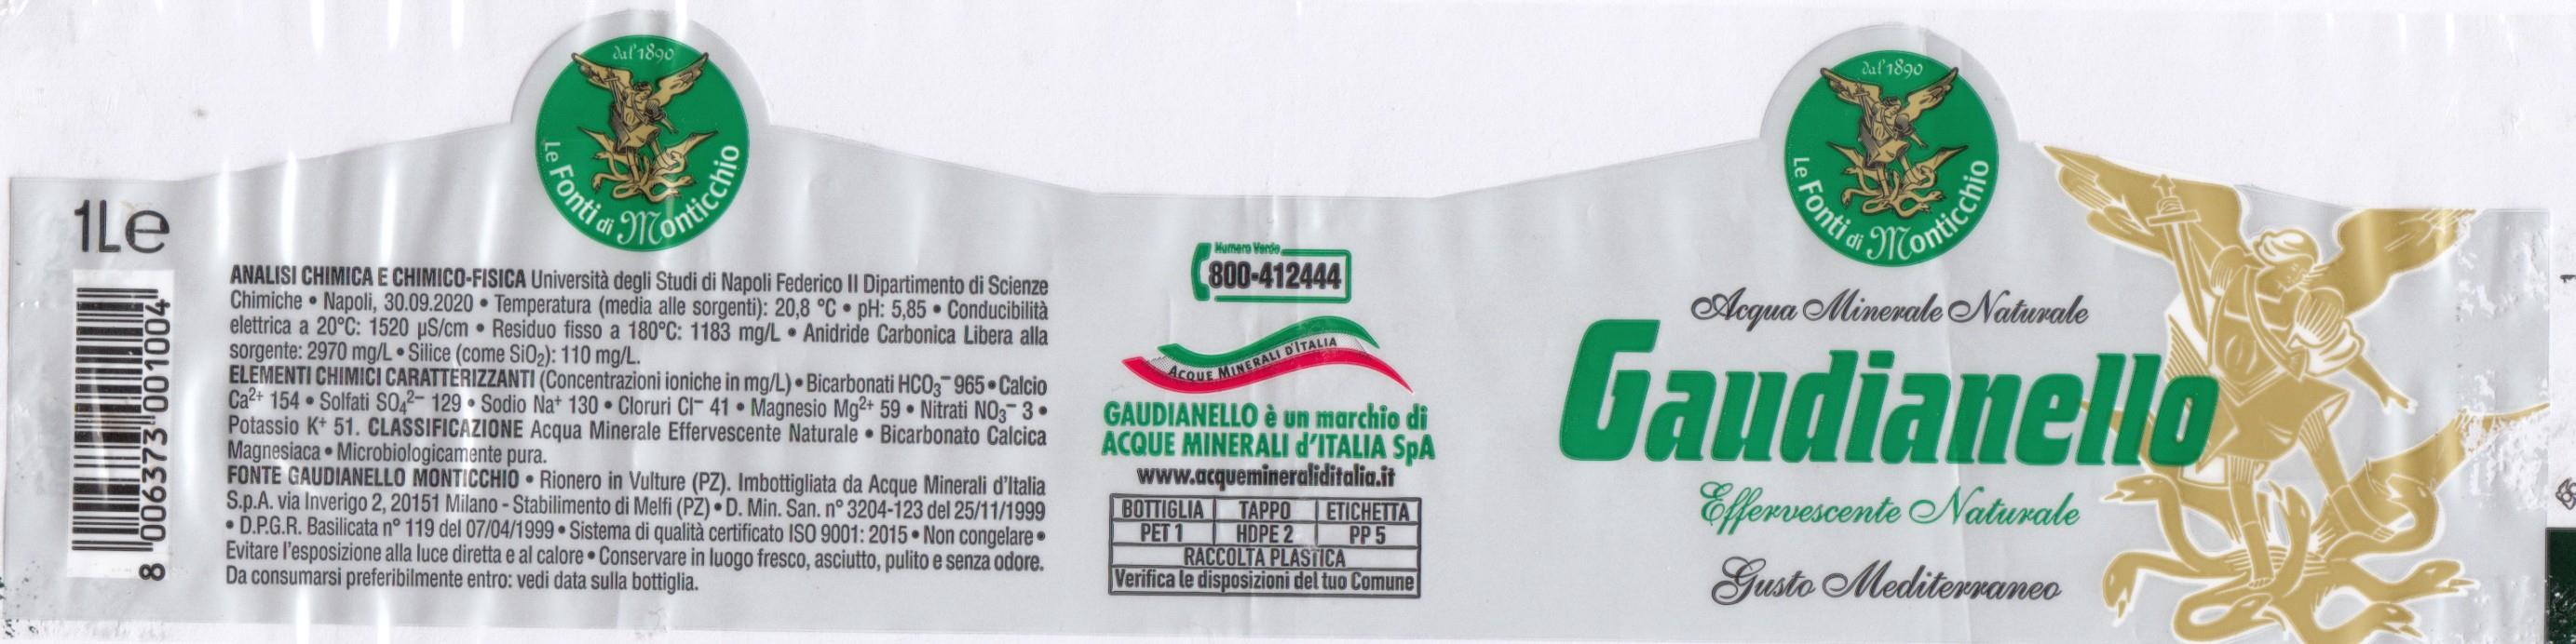 1Le
8 006373 001004
dal 1890
Le Fonti di Monticchio
ANALISI CHIMICA E CHIMICO-FISICA Università degli Studi di Napoli Federico II Dipartimento di Scienze
Chimiche • Napoli, 30.09.2020 • Temperatura (media alle sorgenti): 20,8 °C • pH: 5,85 • Conducibilità
elettrica a 20°C: 1520 µS/cm • Residuo fisso a 180°C: 1183 mg/L • Anidride Carbonica Libera alla
sorgente: 2970 mg/L • Silice (come SiO₂): 110 mg/L.
ELEMENTI CHIMICI CARATTERIZZANTI (Concentrazioni ioniche in mg/L) • Bicarbonati HCO₃⁻ 965 • Calcio
Ca²⁺ 154 • Solfati SO₄²⁻ 129 • Sodio Na⁺ 130 • Cloruri Cl⁻ 41 • Magnesio Mg²⁺ 59 • Nitrati NO₃⁻ 3 •
Potassio K⁺ 51. CLASSIFICAZIONE Acqua Minerale Effervescente Naturale • Bicarbonato Calcica
Magnesiaca • Microbiologicamente pura.
FONTE GAUDIANELLO MONTICCHIO • Rionero in Vulture (PZ). Imbottigliata da Acque Minerali d'Italia
S.p.A. via Inverigo 2, 20151 Milano - Stabilimento di Melfi (PZ) • D. Min. San. n° 3204-123 del 25/11/1999
• D.P.G.R. Basilicata n° 119 del 07/04/1999 • Sistema di qualità certificato ISO 9001: 2015 • Non congelare •
Evitare l'esposizione alla luce diretta e al calore • Conservare in luogo fresco, asciutto, pulito e senza odore.
Da consumarsi preferibilmente entro: vedi data sulla bottiglia.
Numero Verde
800-412444
ACQUE MINERALI D'ITALIA
GAUDIANELLO è un marchio di
ACQUE MINERALI d'ITALIA SpA
www.acquemineraliditalia.it
BOTTIGLIA TAPPO ETICHETTA
PET 1 HDPE 2 PP 5
RACCOLTA PLASTICA
Verifica le disposizioni del tuo Comune
dal 1890
Le Fonti di Monticchio
Acqua Minerale Naturale
Gaudianello
Effervescente Naturale
Gusto Mediterraneo